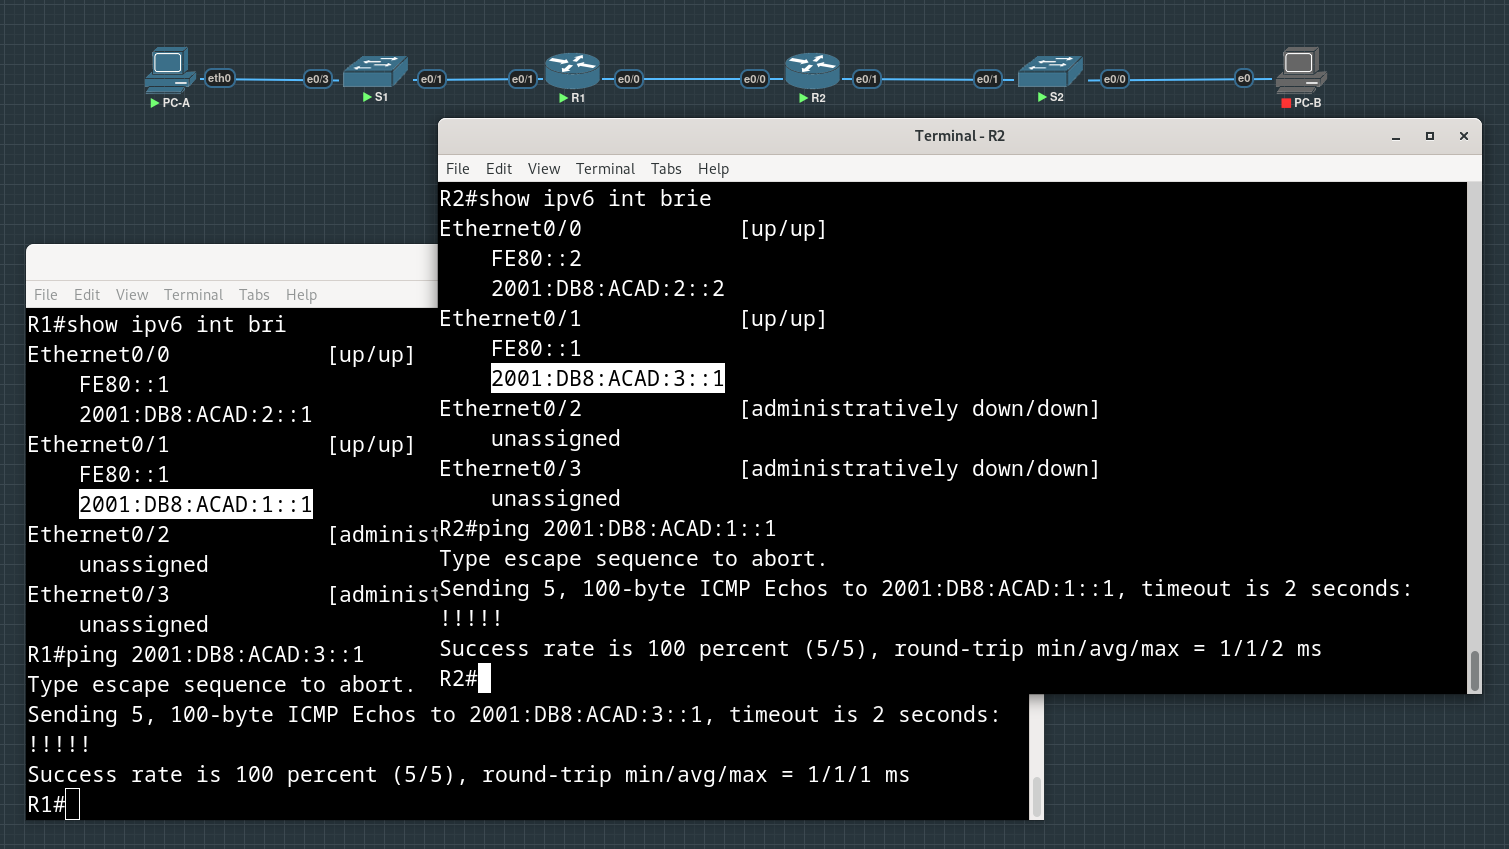 eth0
e0/3
e0/1
e0/1
e0/0
e0/0
e0/1
e0/1
e0/0
e0
PC-A
S1
R1
R2
S2
PC-B
Terminal - R2
File Edit View Terminal Tabs Help
R2#show ipv6 int brie
Ethernet0/0 [up/up]
FE80::2
2001:DB8:ACAD:2::2
Ethernet0/1 [up/up]
FE80::1
2001:DB8:ACAD:3::1
Ethernet0/2 [administratively down/down]
unassigned
Ethernet0/3 [administratively down/down]
unassigned
R2#ping 2001:DB8:ACAD:1::1
Type escape sequence to abort.
Sending 5, 100-byte ICMP Echos to 2001:DB8:ACAD:1::1, timeout is 2 seconds:
!!!!!
Success rate is 100 percent (5/5), round-trip min/avg/max = 1/1/2 ms
R2#
File Edit View Terminal Tabs Help
R1#show ipv6 int bri
Ethernet0/0 [up/up]
FE80::1
2001:DB8:ACAD:2::1
Ethernet0/1 [up/up]
FE80::1
2001:DB8:ACAD:1::1
Ethernet0/2 [administ
unassigned
Ethernet0/3 [administ
unassigned
R1#ping 2001:DB8:ACAD:3::1
Type escape sequence to abort.
Sending 5, 100-byte ICMP Echos to 2001:DB8:ACAD:3::1, timeout is 2 seconds:
!!!!!
Success rate is 100 percent (5/5), round-trip min/avg/max = 1/1/1 ms
R1#